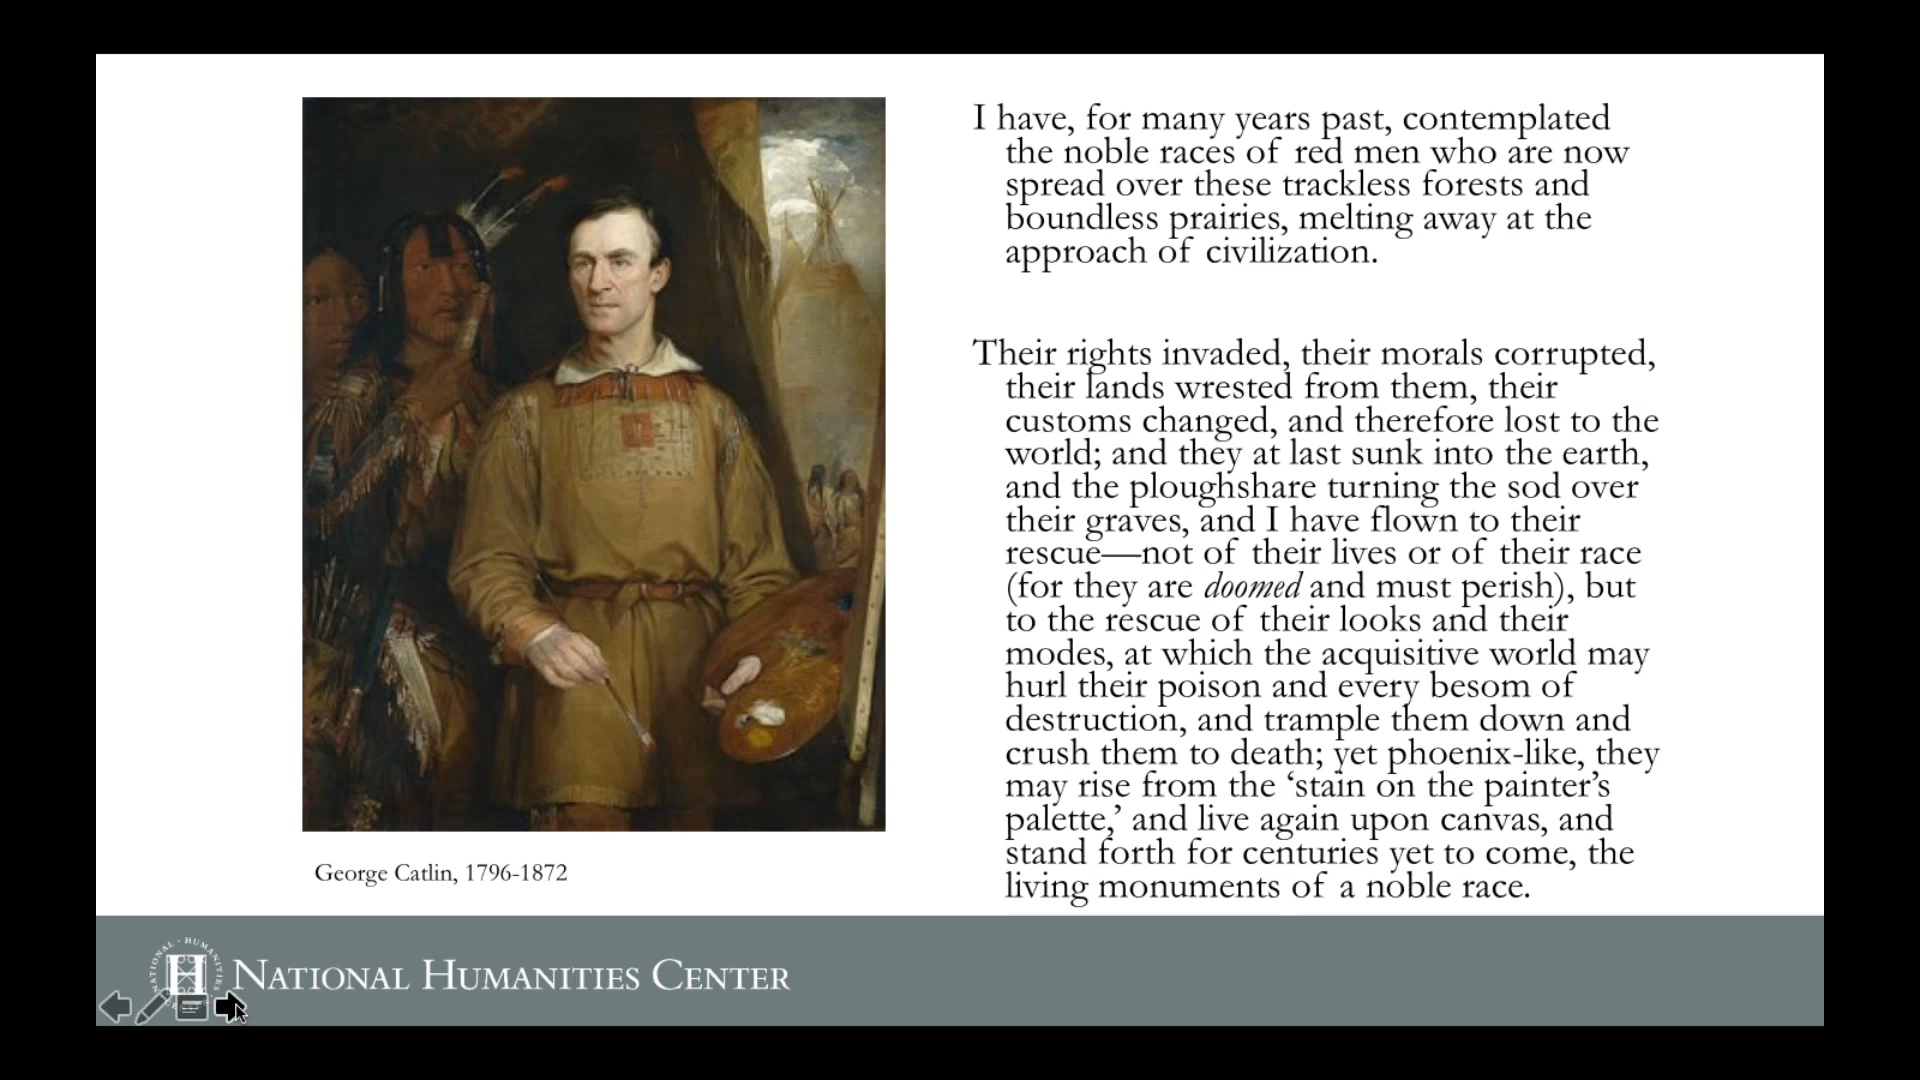 I have, for many years past, contemplated
the noble races of red men who are now
spread over these trackless forests and
boundless prairies, melting away at the
approach of civilization.
Their rights invaded, their morals corrupted,
their lands wrested from them, their
customs changed, and therefore lost to the
world; and they at last sunk into the earth,
and the ploughshare turning the sod over
their graves, and I have flown to their
rescue—not of their lives or of their race
(for they are doomed and must perish), but
to the rescue of their looks and their
modes, at which the acquisitive world may
hurl their poison and every besom of
destruction, and trample them down and
crush them to death; yet phoenix-like, they
may rise from the ‘stain on the painter’s
palette,’ and live again upon canvas, and
stand forth for centuries yet to come, the
living monuments of a noble race.
George Catlin, 1796-1872
NATIONAL · HUMANITIES
H
NATIONAL HUMANITIES CENTER